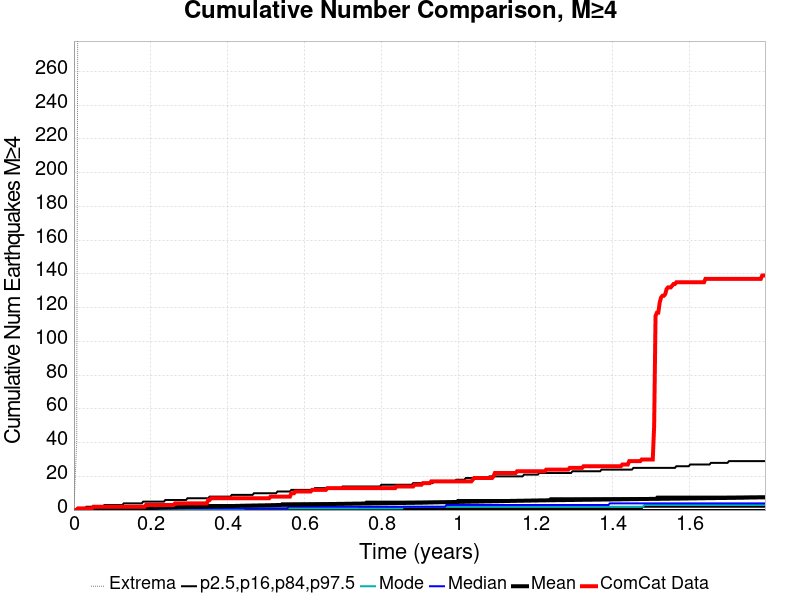 Cumulative Number Comparison, M≥4
Cumulative Num Earthquakes M≥4
260
240
220
200
180
160
140
120
100
80
60
40
20
0
0 0.2 0.4 0.6 0.8 1 1.2 1.4 1.6
Time (years)
Extrema p2.5,p16,p84,p97.5 Mode Median Mean ComCat Data